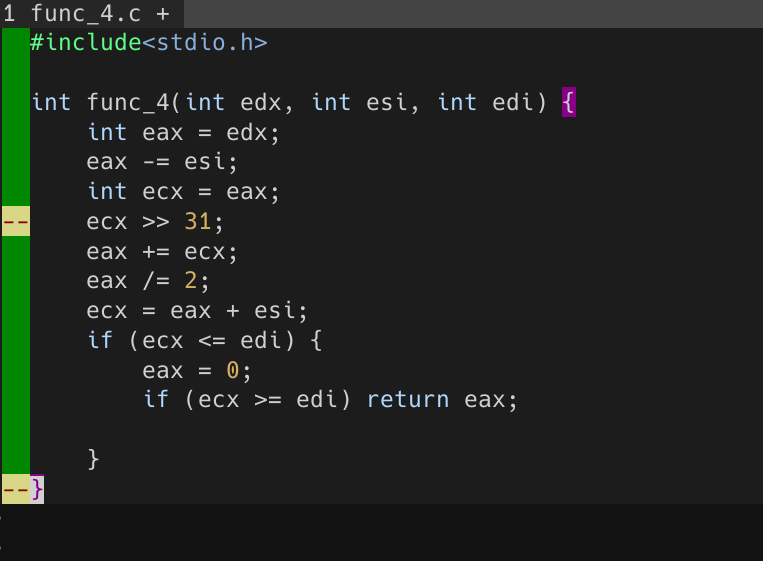 1 func_4.c +
#include<stdio.h>
int func_4(int edx, int esi, int edi) {
int eax = edx;
eax -= esi;
int ecx = eax;
-- ecx >> 31;
eax += ecx;
eax /= 2;
ecx = eax + esi;
if (ecx <= edi) {
eax = 0;
if (ecx >= edi) return eax;
}
--}